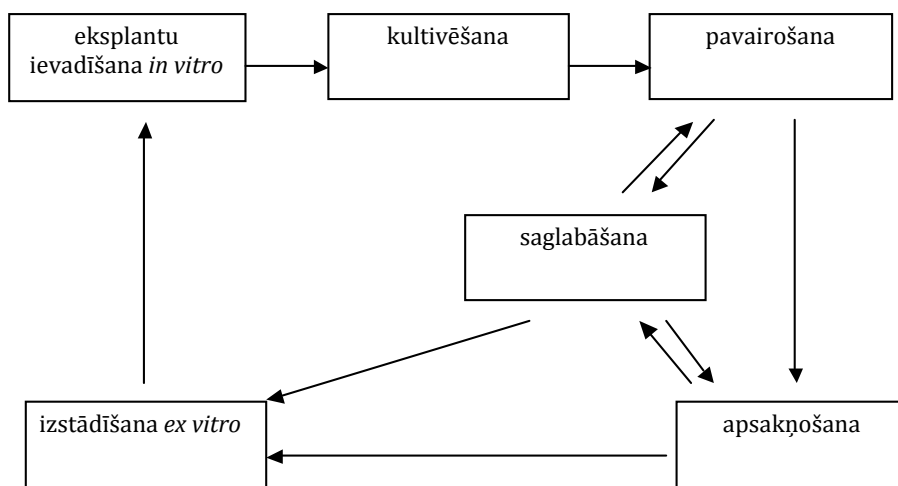 eksplantu
ievadīšana in vitro
kultivēšana
pavairošana
saglabāšana
izstādīšana ex vitro
apsakņošana